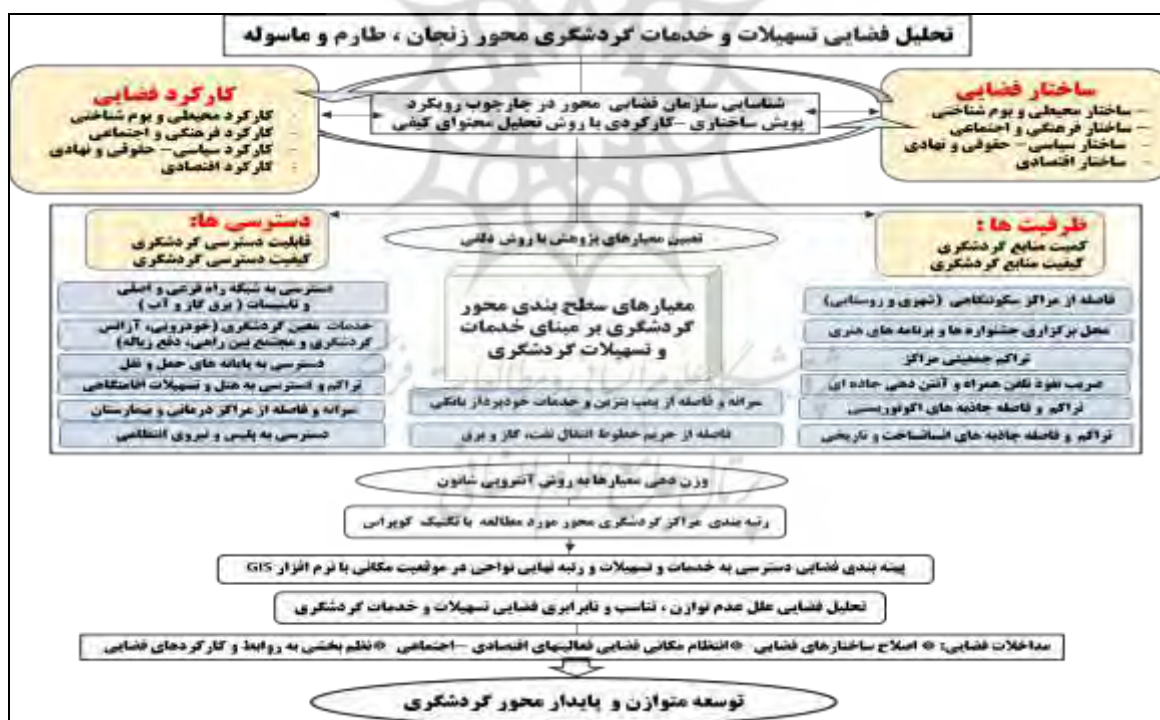 تحلیل فضایی تسهیلات و خدمات گردشگری محور زنجان ، طارم و ماسوله
ساختار فضایی
– ساختار محیطی و بوم شناختی
– ساختار فرهنگی و اجتماعی
– ساختار سیاسی– حقوقی و نهادی
– ساختار اقتصادی
شناسایی سازمان فضایی محور در چارچوب رویکرد
پویش ساختاری –کارکردی با روش تحلیل محتوای کیفی
کارکرد فضایی
– کارکرد محیطی و بوم شناختی
– کارکرد فرهنگی و اجتماعی
– کارکرد سیاسی– حقوقی و نهادی
: کارکرد اقتصادی
ظرفیت ها :
کمیت منابع گردشگری
کیفیت منابع گردشگری
تعیین معیارهای پژوهش با روش دلفی
دسترسی ها:
قابلیت دسترسی گردشگری
کیفیت دسترسی گردشگری
فاصله از مراکز سکونتگاهی (شهری و روستایی)
محل برگزاری جشنواره ها و برنامه های هنری
تراکم جمعیتی مراکز
ضریب نفوذ تلفن همراه و آنتن دهی جاده ای
تراکم و فاصله جاذبه های اکوتوریستی
تراکم و فاصله جاذبه های انسانساخت و تاریخی
معیارهای سطح بندی محور
گردشگری بر مبنای خدمات
و تسهیلات گردشگری
سرانه و فاصله از پمپ بنزین و خدمات خودپرداز بانکی
فاصله از حریم خطوط انتقال نفت، گاز و برق
دسترسی به شبکه راه فرعی و اصلی
و تاسیسات ( برق گاز و آب )
خدمات معین گردشگری (خودرویی، آژانس
گردشگری و مجتمع بین راهی، دفع زباله)
دسترسی به پایانه های حمل و نقل
تراکم و دسترسی به هتل و تسهیلات اقامتگاهی
سرانه و فاصله از مراکز درمانی و بیمارستان
دسترسی به پلیس و نیروی انتظامی
وزن دهی معیارها به روش آنتروپی شانون
رتبه بندی مراکز گردشگری محور مورد مطالعه با تکنیک کوپراس
پهنه بندی فضایی دسترسی به خدمات و تسهیلات و رتبه نهایی نواحی در موقعیت مکانی با نرم افزار GIS
تحلیل فضایی علل عدم توازن ، تناسب و نابرابری فضایی تسهیلات و خدمات گردشگری
مداخلات فضایی: اصلاح ساختارهای فضایی انتظام مکانی فضایی فعالیتهای اقتصادی –اجتماعی نظم بخشی به روابط و کارکردهای فضایی
توسعه متوازن و پایدار محور گردشگری
پژوهشگاه علوم انسانی و مطالعات فرهنگی
پرتال جامع علوم انسانی